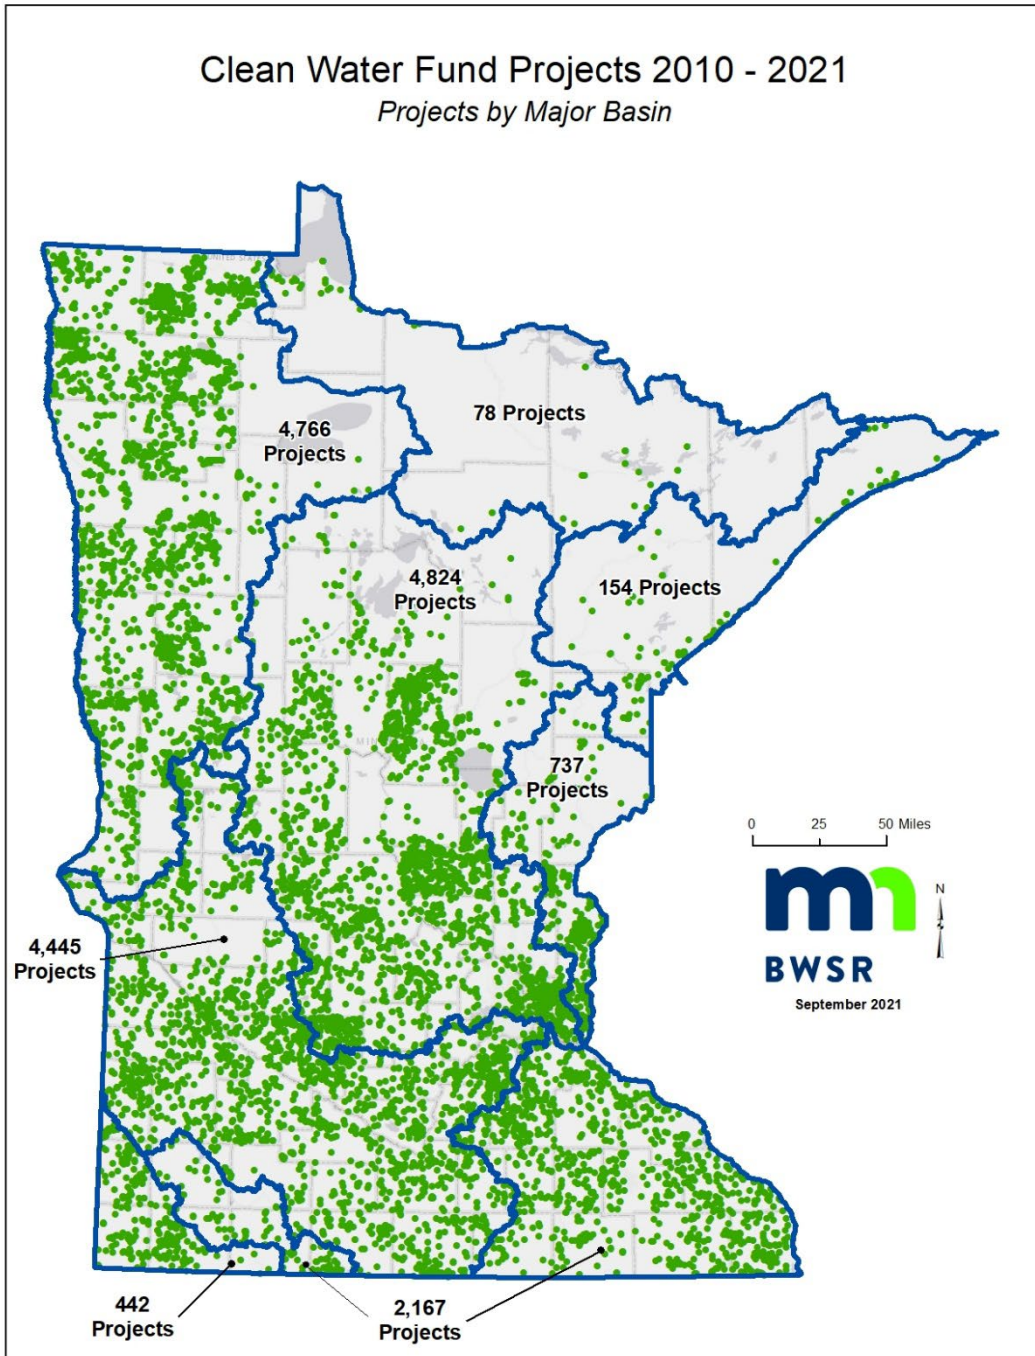 Clean Water Fund Projects 2010 - 2021
Projects by Major Basin
78 Projects
4,766
Projects
4,824
Projects
154 Projects
737
Projects
0 25 50 Miles
mn
N
BWSR
September 2021
4,445
Projects
442
Projects
2,167
Projects